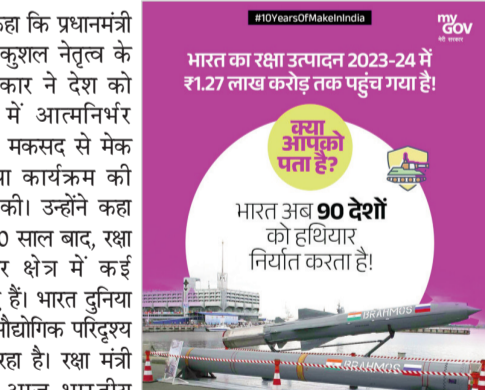 कहा कि प्रधानमंत्री
कुशल नेतृत्व के
कार ने देश को
में आत्मनिर्भर
मकसद से मेक
कार्यक्रम की
की। उन्होंने कहा
साल बाद, रक्षा
क्षेत्र में कई
हैं। भारत दुनिया
औद्योगिक परिदृश्य
रहा है। रक्षा मंत्री
#10YearsOfMakeInIndia
my
GOV
मेरी सरकार
भारत का रक्षा उत्पादन 2023-24 में
₹1.27 लाख करोड़ तक पहुंच गया है!
क्या
आपको
पता है?
भारत अब 90 देशों
को हथियार
निर्यात करता है!
BRAHMOS
BRAHMOS